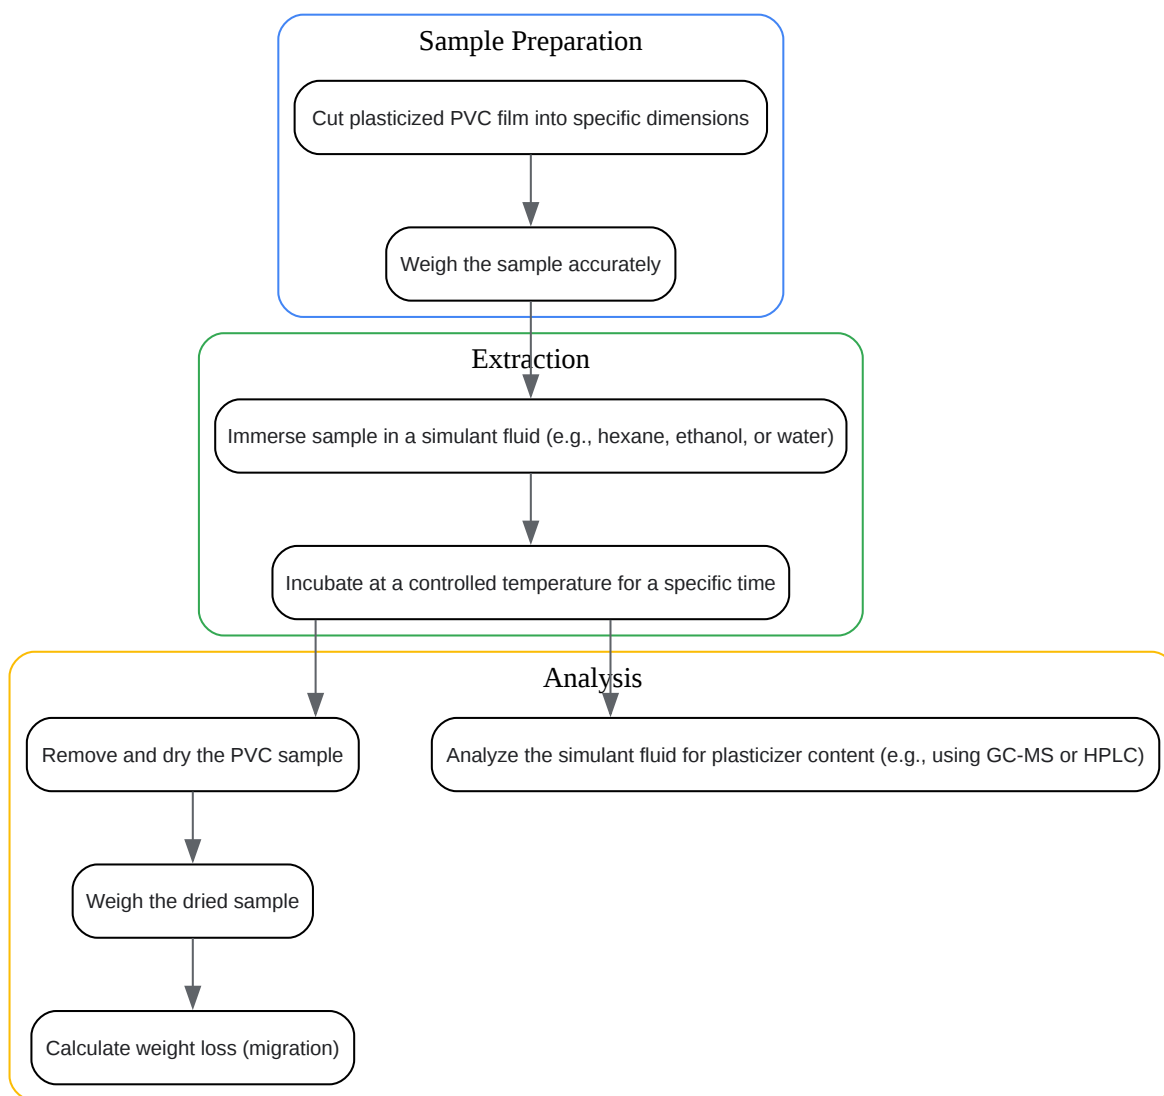 Sample Preparation
Cut plasticized PVC film into specific dimensions
Weigh the sample accurately
Extraction
Immerse sample in a simulant fluid (e.g., hexane, ethanol, or water)
Incubate at a controlled temperature for a specific time
Analysis
Remove and dry the PVC sample
Analyze the simulant fluid for plasticizer content (e.g., using GC-MS or HPLC)
Weigh the dried sample
Calculate weight loss (migration)